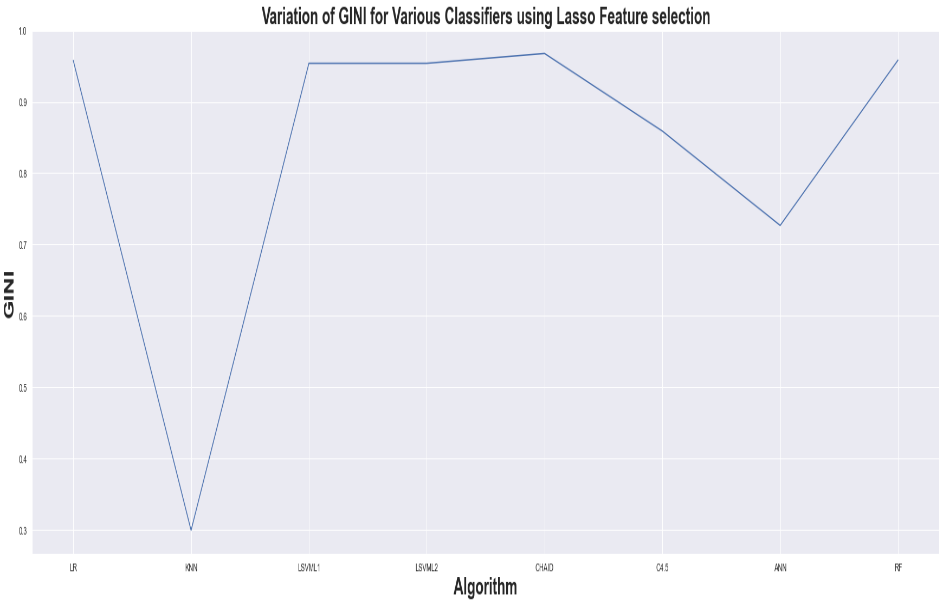 Variation of GINI for Various Classifiers using Lasso Feature selection
1.0
0.9
0.8
0.7
0.6
0.5
0.4
0.3
GINI
LR KNN LSVML1 LSVML2 CHAID C4.5 ANN RF
Algorithm